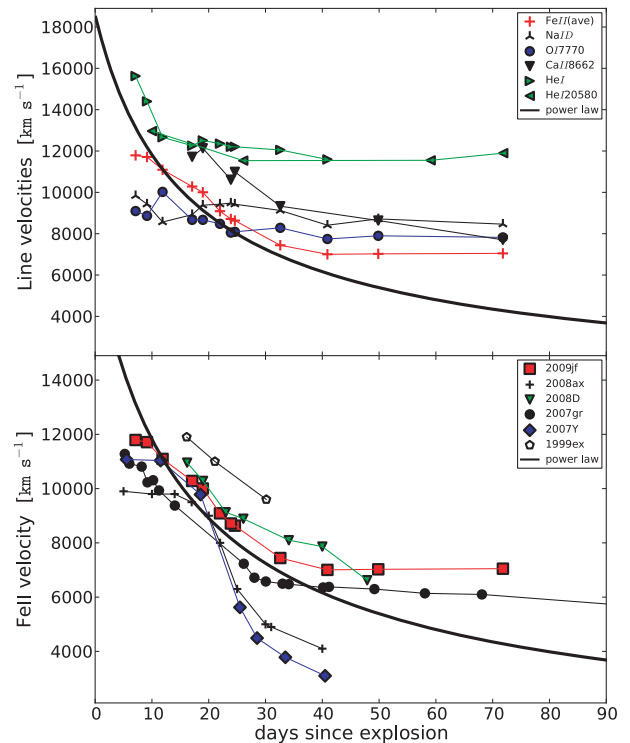 18000
16000
14000
12000
10000
8000
6000
4000
Line velocities [km s⁻¹]
FeII(ave)
NaID
OI7770
CaII8662
HeI
HeI20580
power law
14000
12000
10000
8000
6000
4000
FeII velocity [km s⁻¹]
2009jf
2008ax
2008D
2007gr
2007Y
1999ex
power law
0 10 20 30 40 50 60 70 80 90
days since explosion